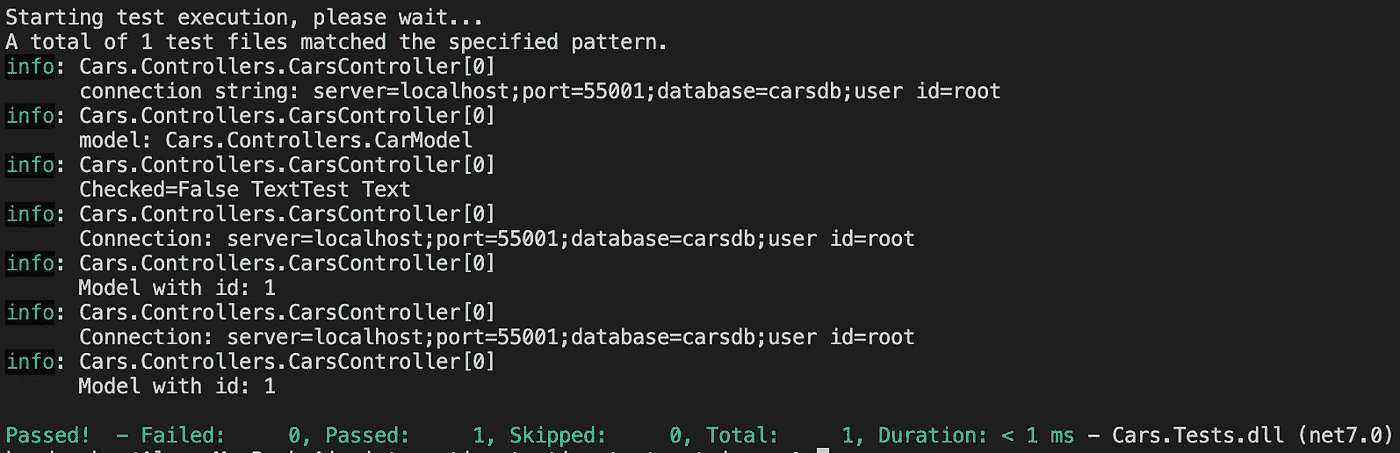 Starting test execution, please wait...
A total of 1 test files matched the specified pattern.
info: Cars.Controllers.CarsController[0]
connection string: server=localhost;port=55001;database=carsdb;user id=root
info: Cars.Controllers.CarsController[0]
model: Cars.Controllers.CarModel
info: Cars.Controllers.CarsController[0]
Checked=False TextTest Text
info: Cars.Controllers.CarsController[0]
Connection: server=localhost;port=55001;database=carsdb;user id=root
info: Cars.Controllers.CarsController[0]
Model with id: 1
info: Cars.Controllers.CarsController[0]
Connection: server=localhost;port=55001;database=carsdb;user id=root
info: Cars.Controllers.CarsController[0]
Model with id: 1
Passed!  - Failed:     0, Passed:     1, Skipped:     0, Total:     1, Duration: < 1 ms - Cars.Tests.dll (net7.0)